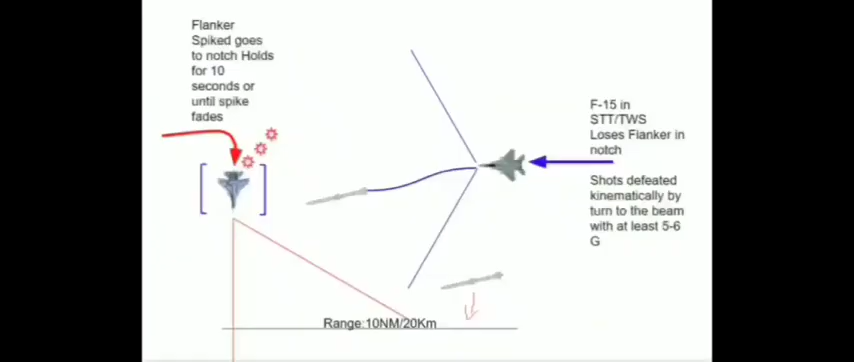 Flanker
Spiked goes
to notch Holds
for 10
seconds or
until spike
fades
F-15 in
STT/TWS
Loses Flanker in
notch
Shots defeated
kinematically by
turn to the beam
with at least 5-6
G
Range:10NM/20Km